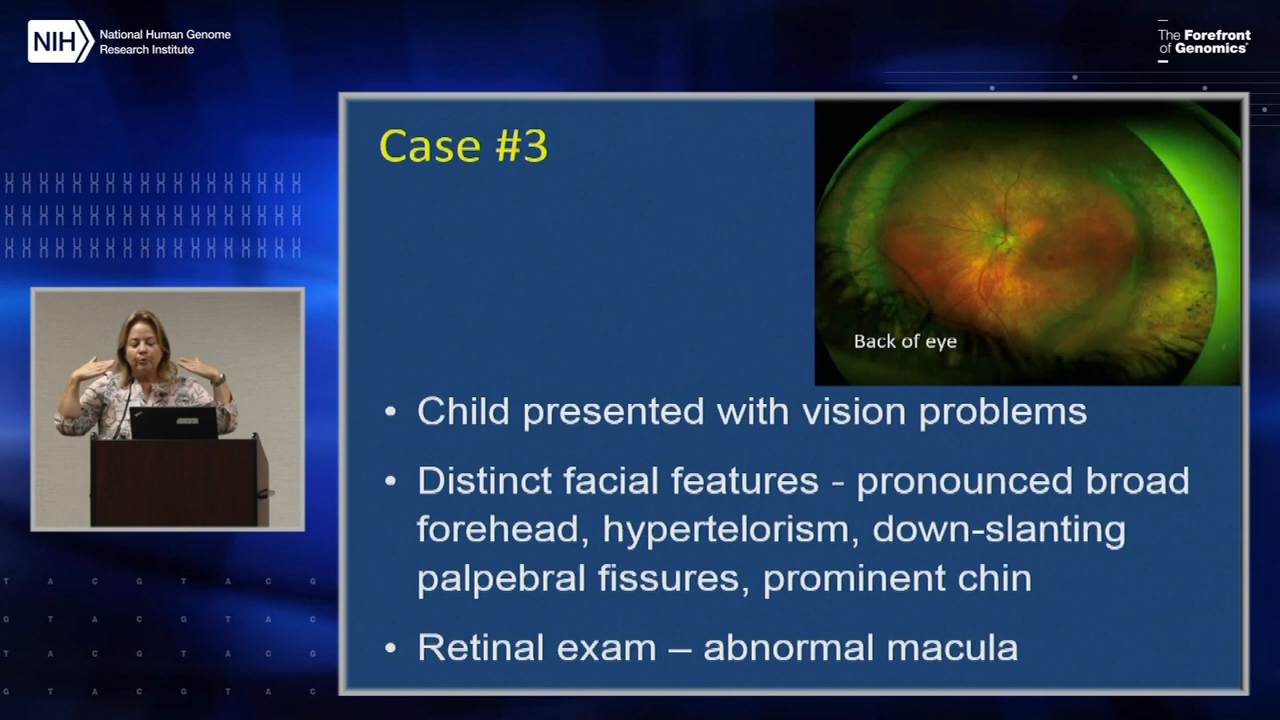 NIH
National Human Genome
Research Institute
The Forefront
of Genomics®
Case #3
Back of eye
• Child presented with vision problems
• Distinct facial features - pronounced broad
forehead, hypertelorism, down-slanting
palpebral fissures, prominent chin
• Retinal exam – abnormal macula
T A C G T A C G
G T A C G T A C
T A C G T A C G
G T A C G T A C